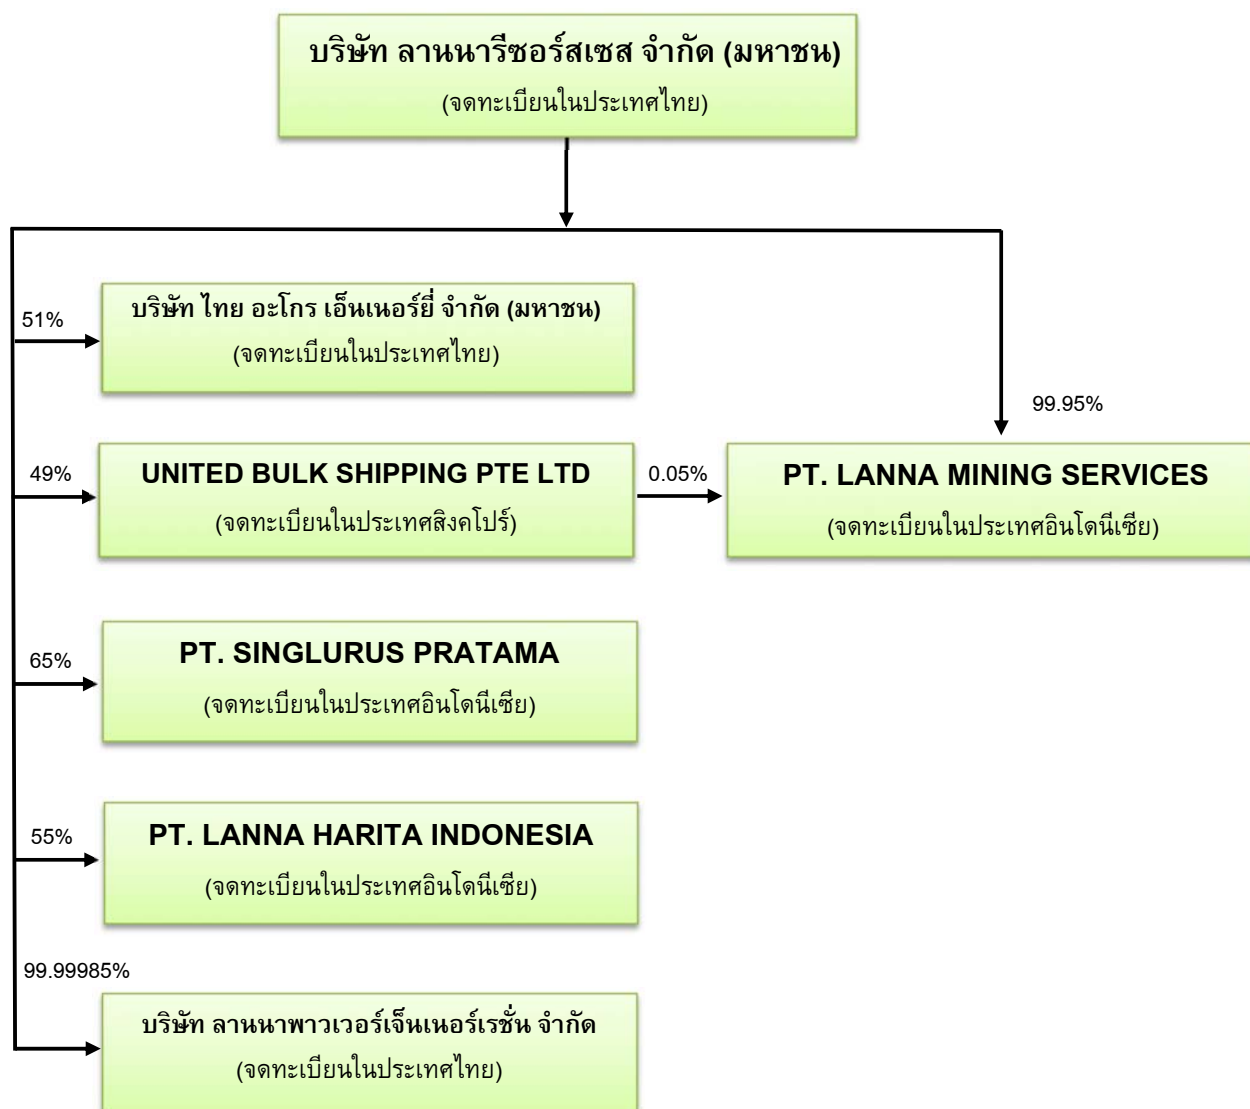 บริษัท ลานนารีซอร์สเซส จำกัด (มหาชน)
(จดทะเบียนในประเทศไทย)
51%
บริษัท ไทย อะโกร เอ็นเนอร์ยี่ จำกัด (มหาชน)
(จดทะเบียนในประเทศไทย)
99.95%
49%
UNITED BULK SHIPPING PTE LTD
(จดทะเบียนในประเทศสิงคโปร์)
0.05%
PT. LANNA MINING SERVICES
(จดทะเบียนในประเทศอินโดนีเซีย)
65%
PT. SINGLURUS PRATAMA
(จดทะเบียนในประเทศอินโดนีเซีย)
55%
PT. LANNA HARITA INDONESIA
(จดทะเบียนในประเทศอินโดนีเซีย)
99.99985%
บริษัท ลานนาพาวเวอร์เจ็นเนอร์เรชั่น จำกัด
(จดทะเบียนในประเทศไทย)